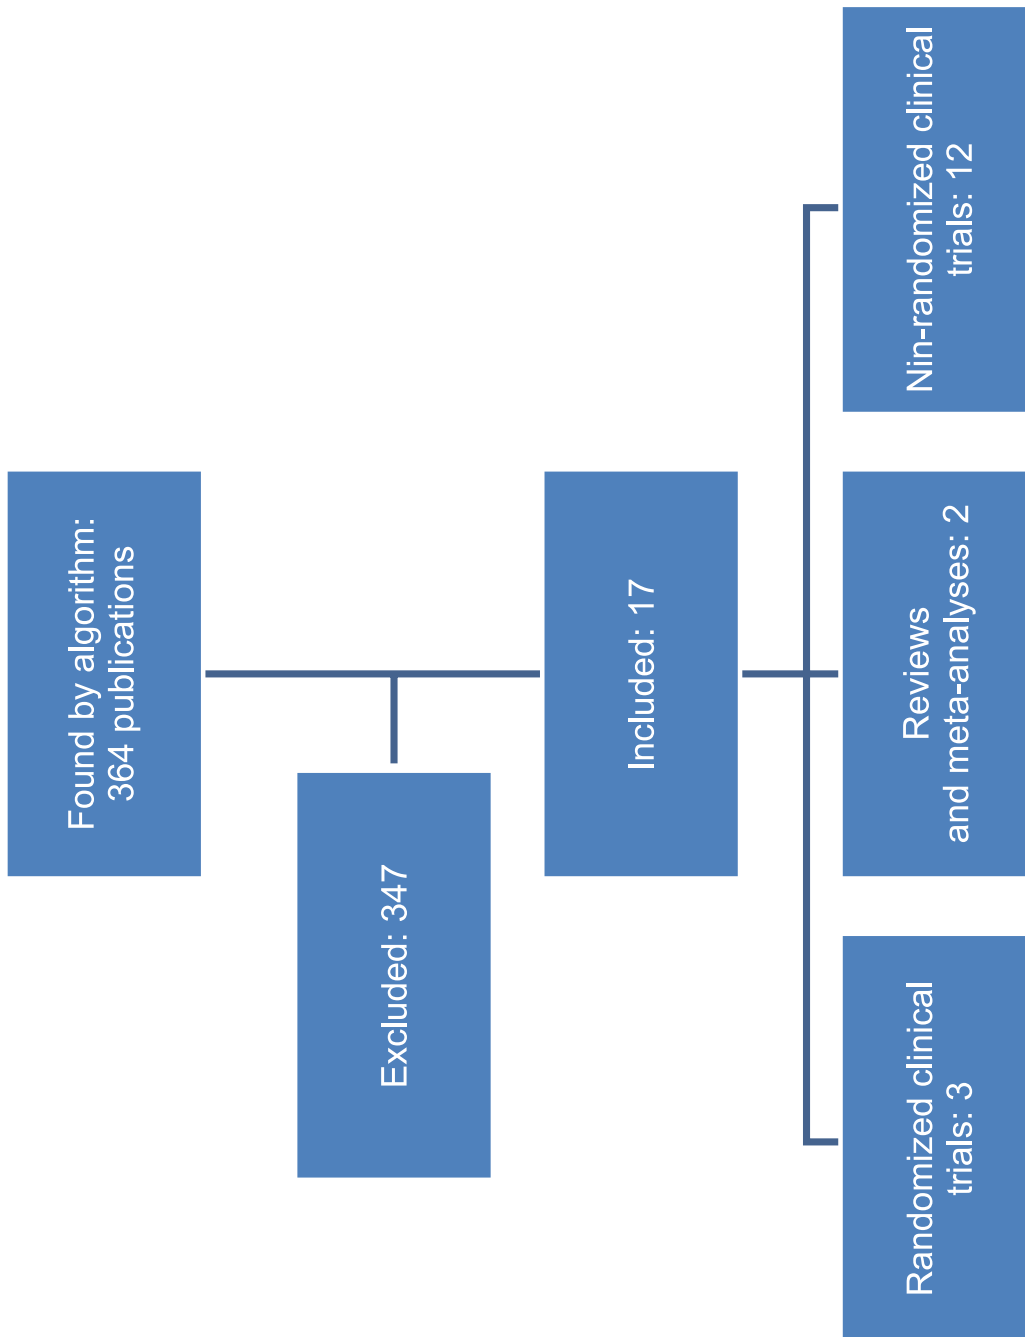 Found by algorithm:
364 publications
Excluded: 347
Included: 17
Randomized clinical
trials: 3
Reviews
and meta-analyses: 2
Nin-randomized clinical
trials: 12